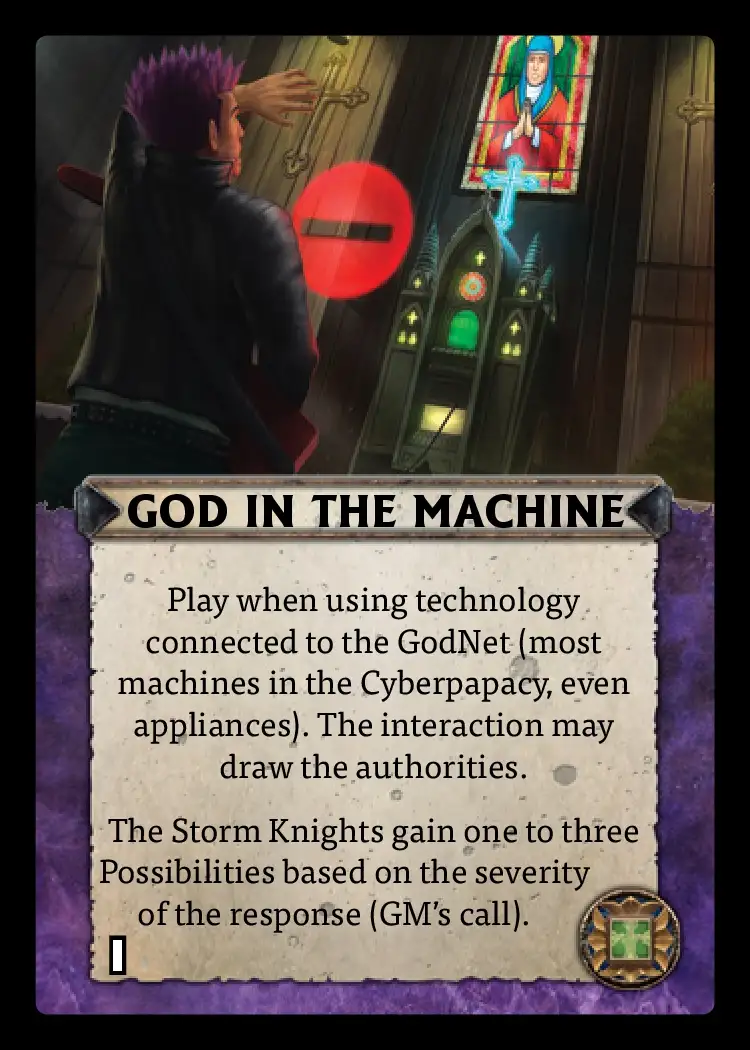 GOD IN THE MACHINE
Play when using technology
connected to the GodNet (most
machines in the Cyberpapacy, even
appliances). The interaction may
draw the authorities.
The Storm Knights gain one to three
Possibilities based on the severity
of the response (GM’s call).